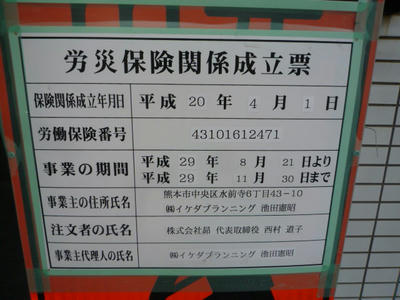 労災保険関係成立票
保険関係成立年月日 平成 20 年 4 月 1 日
労働保険番号 43101612471
事業の期間 平成 29 年 8 月 21 日より
平成 29 年 11 月 30 日まで
事業主の住所氏名 熊本市中央区水前寺6丁目43-10
㈱イケダプランニング 池田憲昭
注文者の氏名 株式会社昴 代表取締役 西村 道子
事業主代理人の氏名 ㈱イケダプランニング 池田憲昭